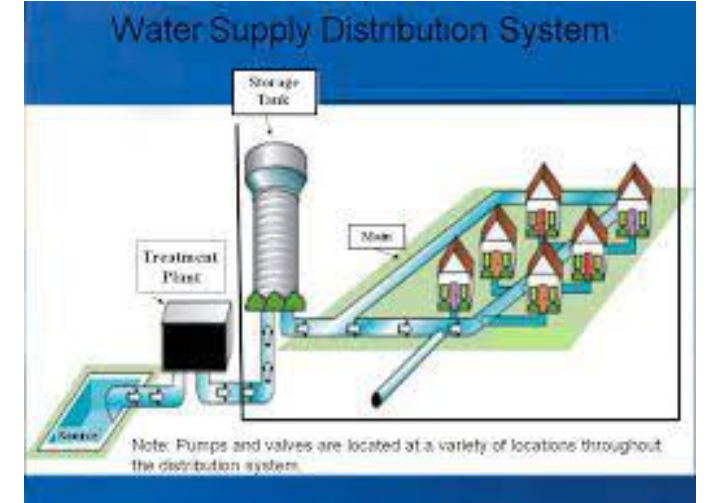 Water Supply Distribution System
Storage
Tank
Main
Treatment
Plant
Source
Note: Pumps and valves are located at a variety of locations throughout
the distribution system.